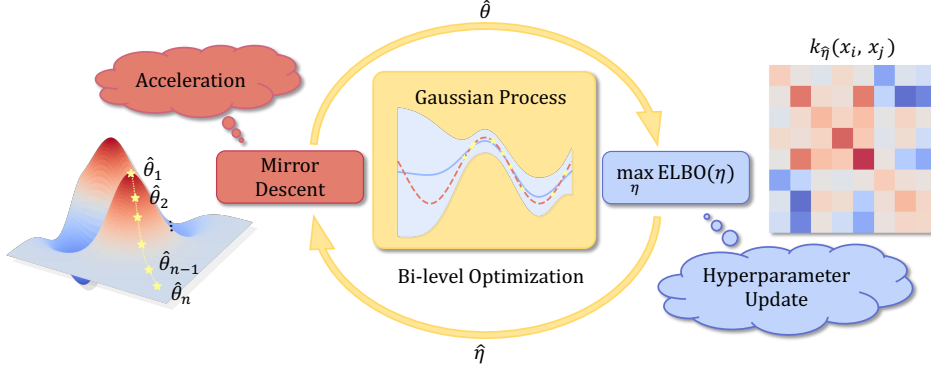 θ̂
Acceleration
Gaussian Process
k_η̂(x_i, x_j)
Mirror
Descent
max ELBO(η)
η
θ̂_1
θ̂_2
⋮
θ̂_{n−1}
θ̂_n
Bi-level Optimization
Hyperparameter
Update
η̂